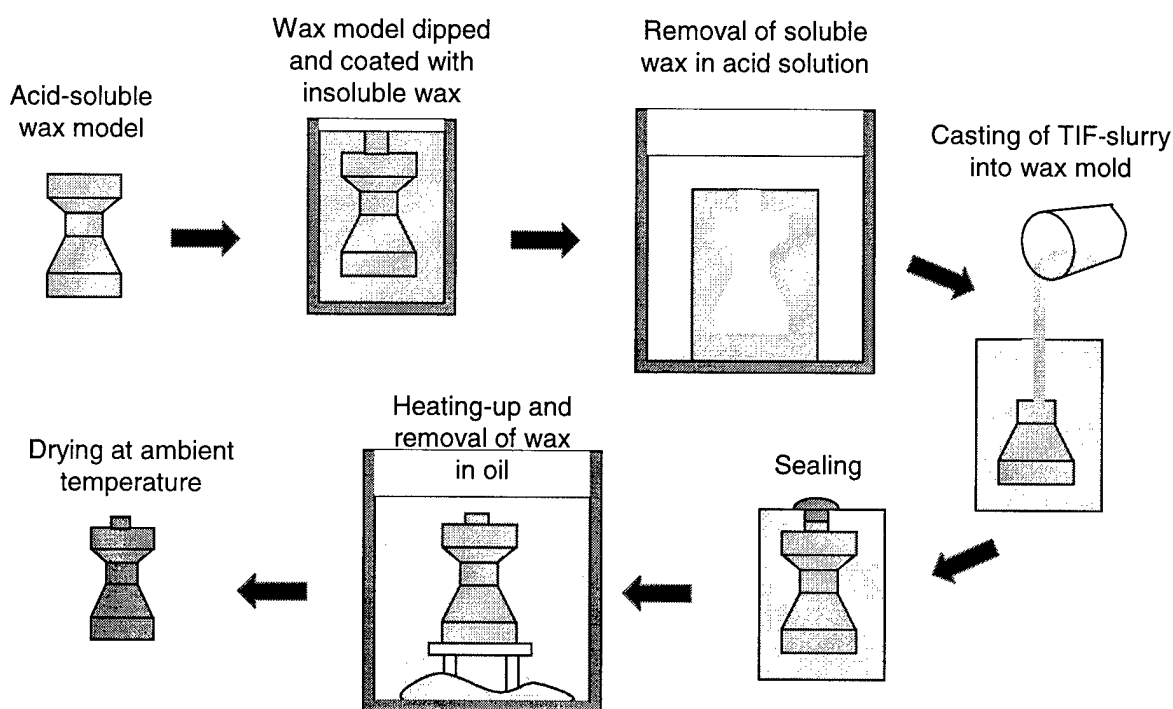 Acid-soluble
wax model
Wax model dipped
and coated with
insoluble wax
Removal of soluble
wax in acid solution
Casting of TIF-slurry
into wax mold
Sealing
Heating-up and
removal of wax
in oil
Drying at ambient
temperature